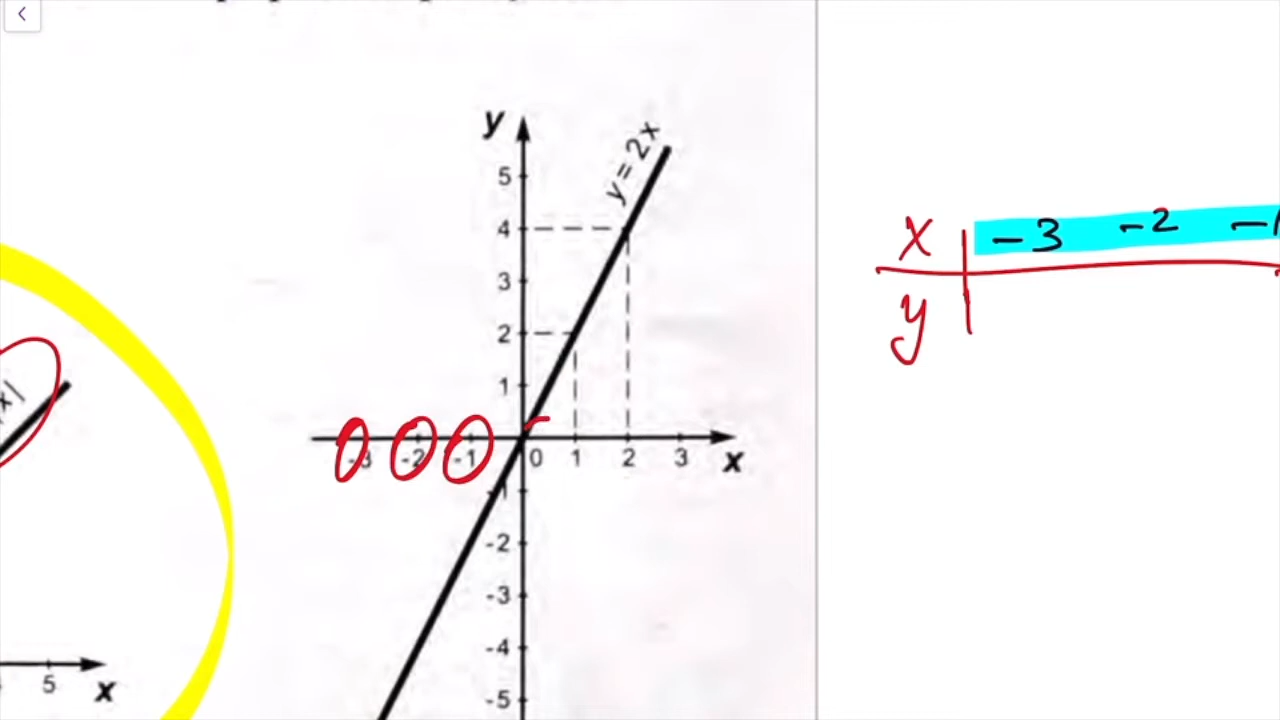 y
y = 2x
5
4
3
2
1
-3 -2 -1 0 1 2 3 x
-1
-2
-3
-4
-5
x|
5 x
x -3 -2 -1
y